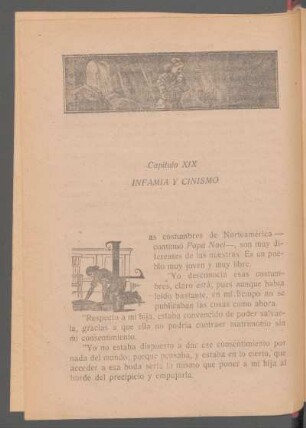 Capítulo XIX
INFAMIA Y CINISMO
LAS costumbres de Norteamérica—
continuó Papá Noel—, son muy di-
ferentes de las nuestras. Es un pue-
blo muy joven y muy libre.
"Yo desconocía esas costum-
bres, claro está, pues aunque había
leído bastante, en mi tiempo no se
publicaban las cosas como ahora.
"Respecto a mi hija, estaba convencido de poder salvar-
la, gracias a que ella no podría contraer matrimonio sin
mi consentimiento.
"Yo no estaba dispuesto a dar ese consentimiento por
nada del mundo; porque pensaba, y estaba en lo cierto, que
acceder a esa boda sería lo mismo que poner a mi hija al
borde del precipicio y empujarla.